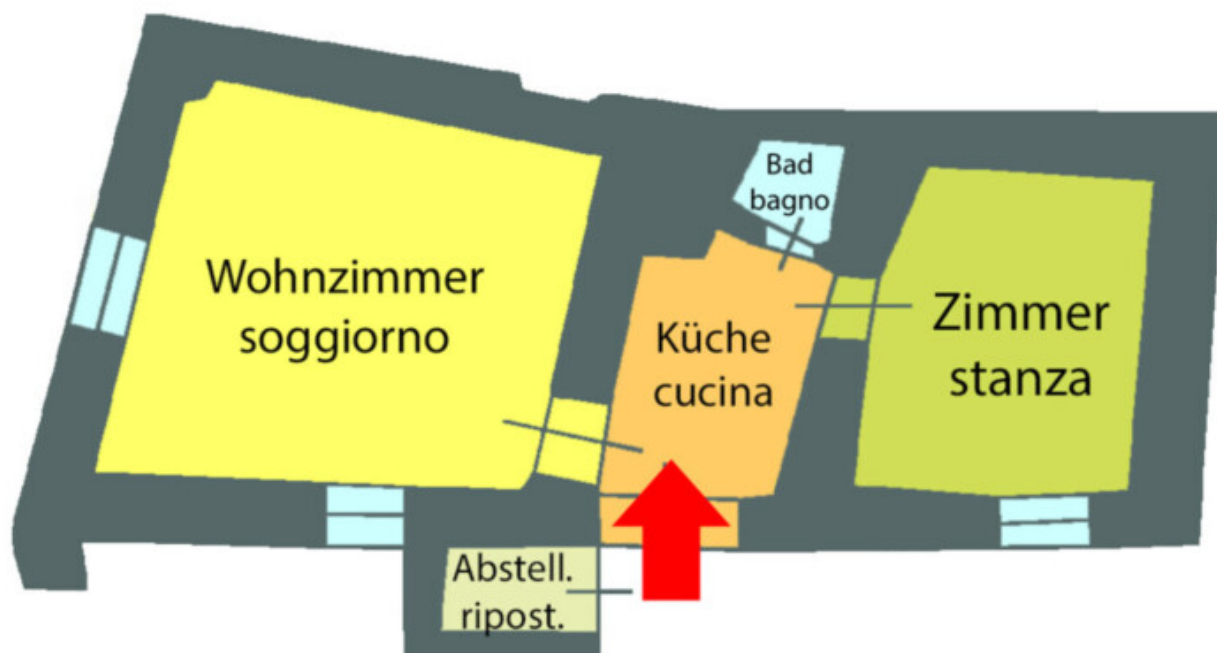 Wohnzimmer
soggiorno
Bad
bagno
Küche
cucina
Zimmer
stanza
Abstell.
ripost.